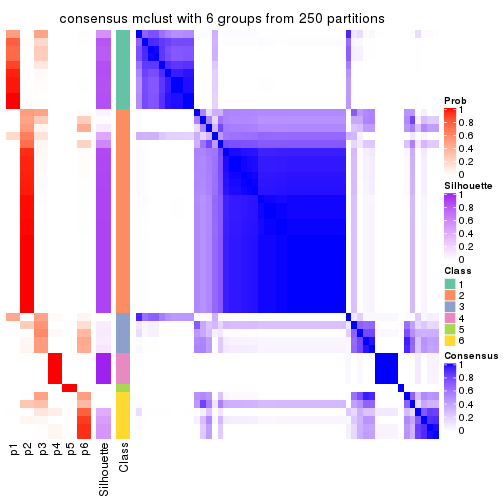 consensus mclust with 6 groups from 250 partitions
Prob
1
0.8
0.6
0.4
0.2
0
Silhouette
1
0.8
0.6
0.4
0.2
0
Class
1
2
3
4
5
6
Consensus
1
0.8
0.6
0.4
0.2
0
p1
p2
p3
p4
p5
p6
Silhouette
Class